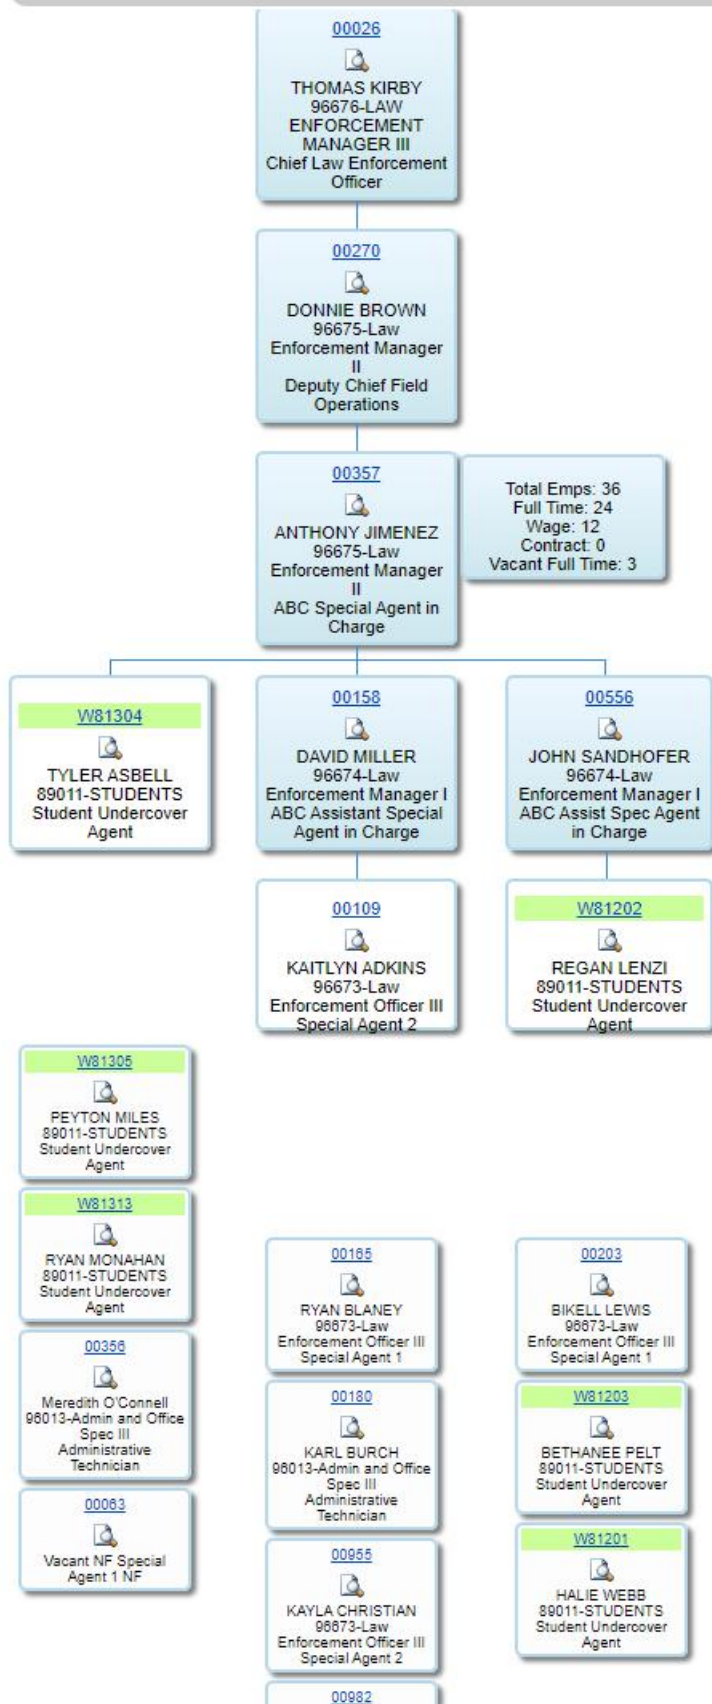 00026
THOMAS KIRBY
96676-LAW
ENFORCEMENT
MANAGER III
Chief Law Enforcement
Officer
00270
DONNIE BROWN
96675-Law
Enforcement Manager
II
Deputy Chief Field
Operations
00357
ANTHONY JIMENEZ
96675-Law
Enforcement Manager
II
ABC Special Agent in
Charge
Total Emps: 36
Full Time: 24
Wage: 12
Contract: 0
Vacant Full Time: 3
W81304
TYLER ASBELL
89011-STUDENTS
Student Undercover
Agent
00158
DAVID MILLER
96674-Law
Enforcement Manager I
ABC Assistant Special
Agent in Charge
00556
JOHN SANDHOFER
96674-Law
Enforcement Manager I
ABC Assist Spec Agent
in Charge
00109
KAITLYN ADKINS
96673-Law
Enforcement Officer III
Special Agent 2
W81202
REGAN LENZI
89011-STUDENTS
Student Undercover
Agent
W81305
PEYTON MILES
89011-STUDENTS
Student Undercover
Agent
W81313
RYAN MONAHAN
89011-STUDENTS
Student Undercover
Agent
00356
Meredith O'Connell
96013-Admin and Office
Spec III
Administrative
Technician
00063
Vacant NF Special
Agent 1 NF
00165
RYAN BLANEY
96673-Law
Enforcement Officer III
Special Agent 1
00180
KARL BURCH
96013-Admin and Office
Spec III
Administrative
Technician
00955
KAYLA CHRISTIAN
96673-Law
Enforcement Officer III
Special Agent 2
00982
00203
BIKELL LEWIS
96673-Law
Enforcement Officer III
Special Agent 1
W81203
BETHANEE PELT
89011-STUDENTS
Student Undercover
Agent
W81201
HALIE WEBB
89011-STUDENTS
Student Undercover
Agent